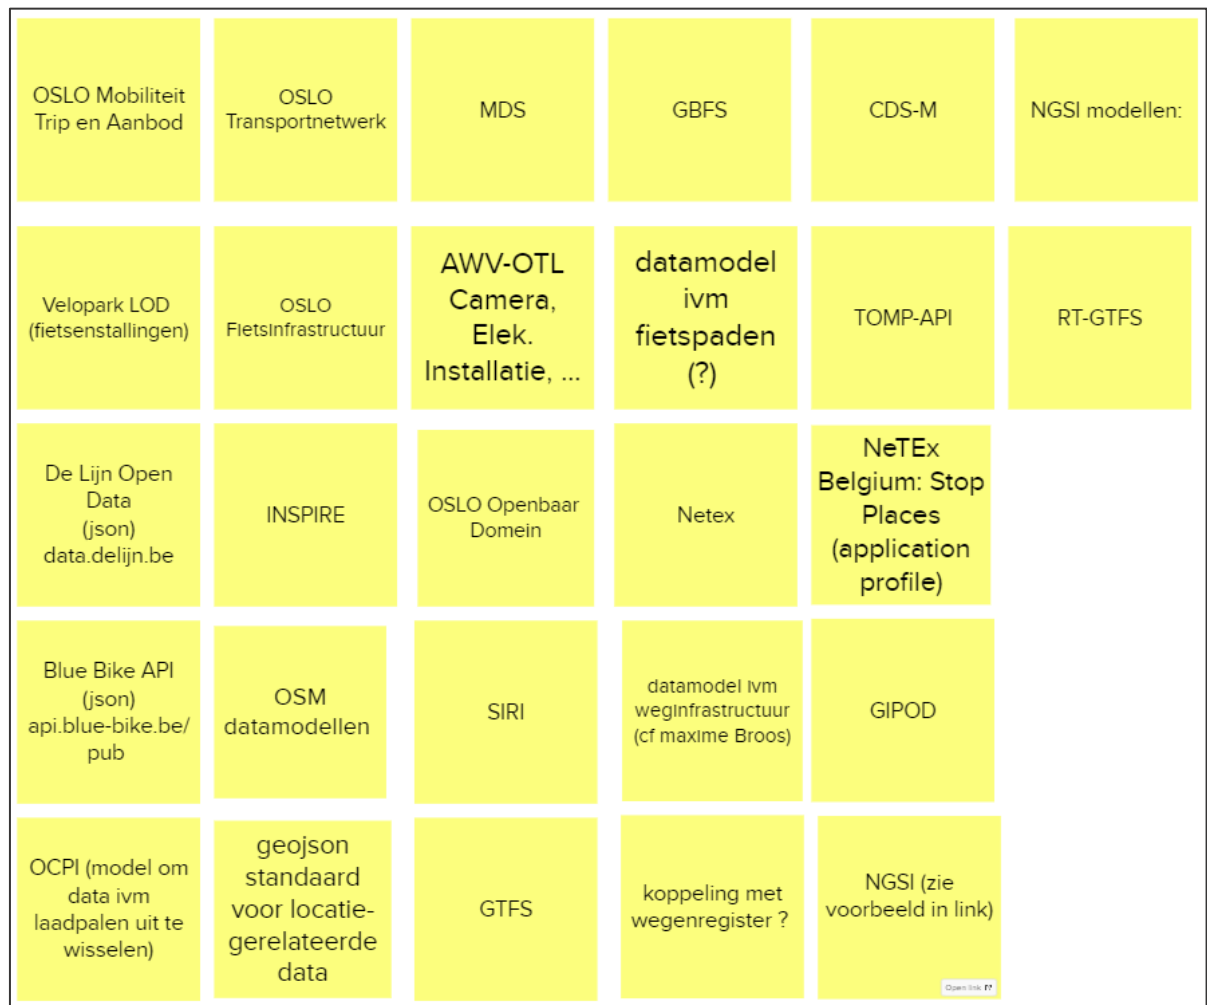 OSLO Mobiliteit
Trip en Aanbod
OSLO
Transportnetwerk
MDS
GBFS
CDS-M
NGSI modellen:
Velopark LOD
(fietsenstallingen)
OSLO
Fietsinfrastructuur
AWV-OTL
Camera,
Elek.
Installatie, ...
datamodel
ivm
fietspaden
(?)
TOMP-API
RT-GTFS
De Lijn Open
Data
(json)
data.delijn.be
INSPIRE
OSLO Openbaar
Domein
Netex
NeTEx
Belgium: Stop
Places
(application
profile)
Blue Bike API
(json)
api.blue-bike.be/
pub
OSM
datamodellen
SIRI
datamodel ivm
weginfrastructuur
(cf maxime Broos)
GIPOD
OCPI (model om
data ivm
laadpalen uit te
wisselen)
geojson
standaard
voor locatie-
gerelateerde
data
GTFS
koppeling met
wegenregister ?
NGSI (zie
voorbeeld in link)
Open link